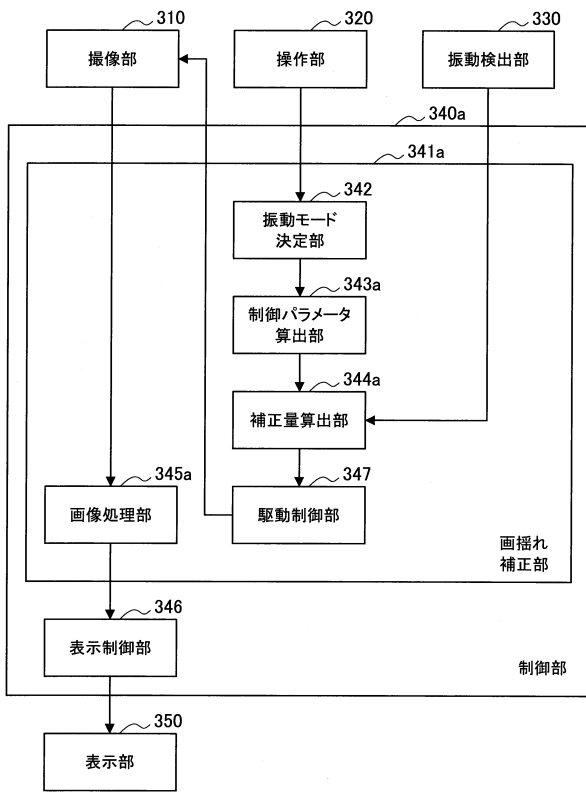 310
320
330
撮像部
操作部
振動検出部
340a
341a
342
振動モード
決定部
343a
制御パラメータ
算出部
344a
補正量算出部
345a
347
画像処理部
駆動制御部
画揺れ
補正部
346
表示制御部
制御部
350
表示部